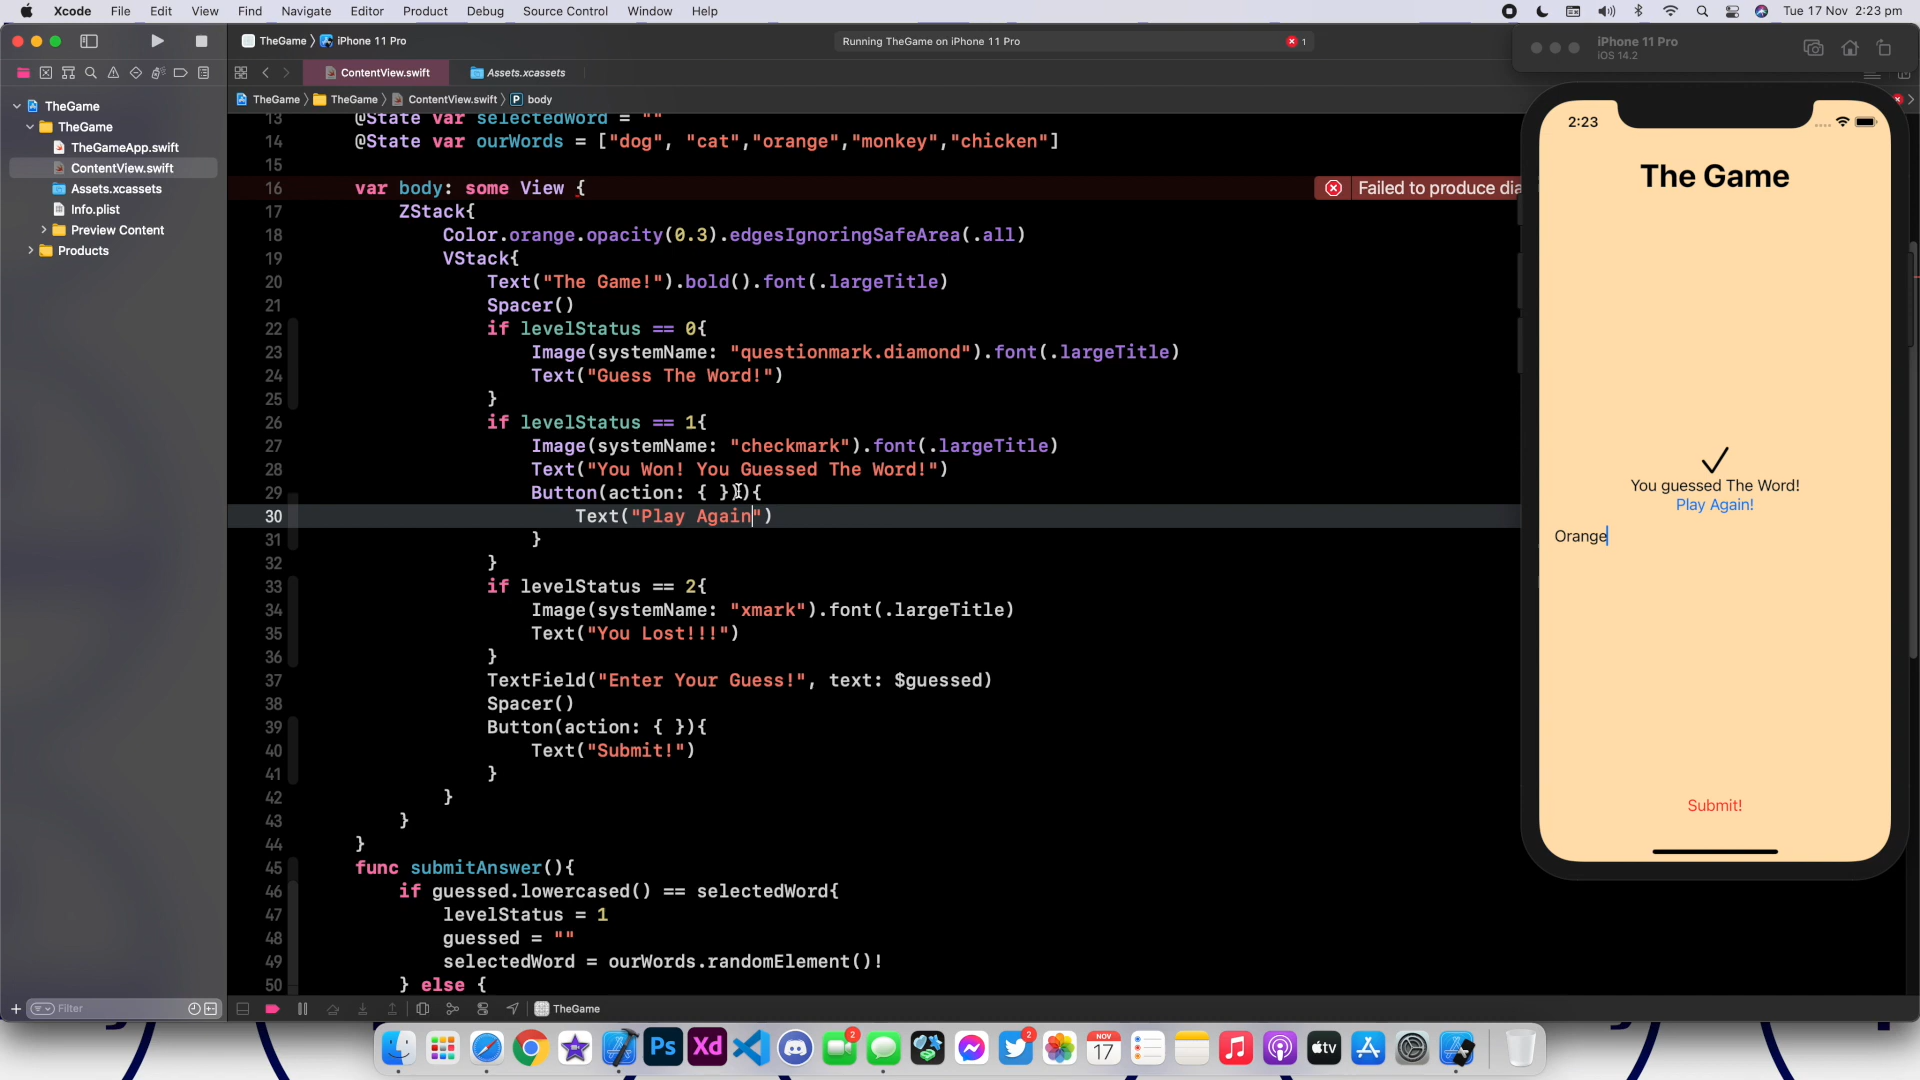 Xcode File Edit View Find Navigate Editor Product Debug Source Control Window Help Tue 17 Nov 2:23 pm
TheGame iPhone 11 Pro Running TheGame on iPhone 11 Pro 1
iPhone 11 Pro
iOS 14.2
ContentView.swift Assets.xcassets
TheGame TheGame ContentView.swift P body
TheGame
TheGame
TheGameApp.swift
ContentView.swift
Assets.xcassets
Info.plist
Preview Content
Products
13 @State var selectedWord = ""
14 @State var ourWords = ["dog", "cat","orange","monkey","chicken"]
15
16 var body: some View { Failed to produce dia
17 ZStack{
18 Color.orange.opacity(0.3).edgesIgnoringSafeArea(.all)
19 VStack{
20 Text("The Game!").bold().font(.largeTitle)
21 Spacer()
22 if levelStatus == 0{
23 Image(systemName: "questionmark.diamond").font(.largeTitle)
24 Text("Guess The Word!")
25 }
26 if levelStatus == 1{
27 Image(systemName: "checkmark").font(.largeTitle)
28 Text("You Won! You Guessed The Word!")
29 Button(action: { }){
30 Text("Play Again")
31 }
32 }
33 if levelStatus == 2{
34 Image(systemName: "xmark").font(.largeTitle)
35 Text("You Lost!!!")
36 }
37 TextField("Enter Your Guess!", text: $guessed)
38 Spacer()
39 Button(action: { }){
40 Text("Submit!")
41 }
42 }
43 }
44 }
45 func submitAnswer(){
46 if guessed.lowercased() == selectedWord{
47 levelStatus = 1
48 guessed = ""
49 selectedWord = ourWords.randomElement()!
50 } else {
2:23
The Game
You guessed The Word!
Play Again!
Orange
Submit!
Filter
TheGame
Ps Xd 2 2 NOV 17 tv